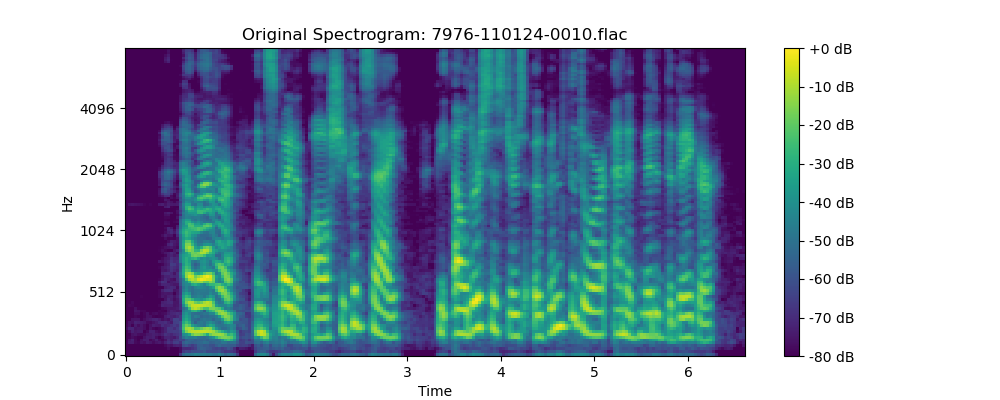 Original Spectrogram: 7976-110124-0010.flac
Hz
4096
2048
1024
512
0
0 1 2 3 4 5 6
Time
+0 dB
-10 dB
-20 dB
-30 dB
-40 dB
-50 dB
-60 dB
-70 dB
-80 dB